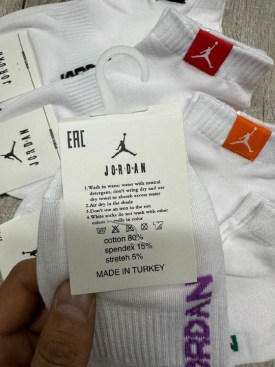 JORDAN
JORDAN
EAC
JORDAN
1.Wash in warm water with neutral
detergent, don't wring dry and use
dry towel to absorb excess water
2.Air dry in the shade
3.Don't use an iron to the sox
4.White socks do not wash with other
colors
cotton 80%
spendex 15%
stretch 5%
MADE IN TURKEY
JORDAN